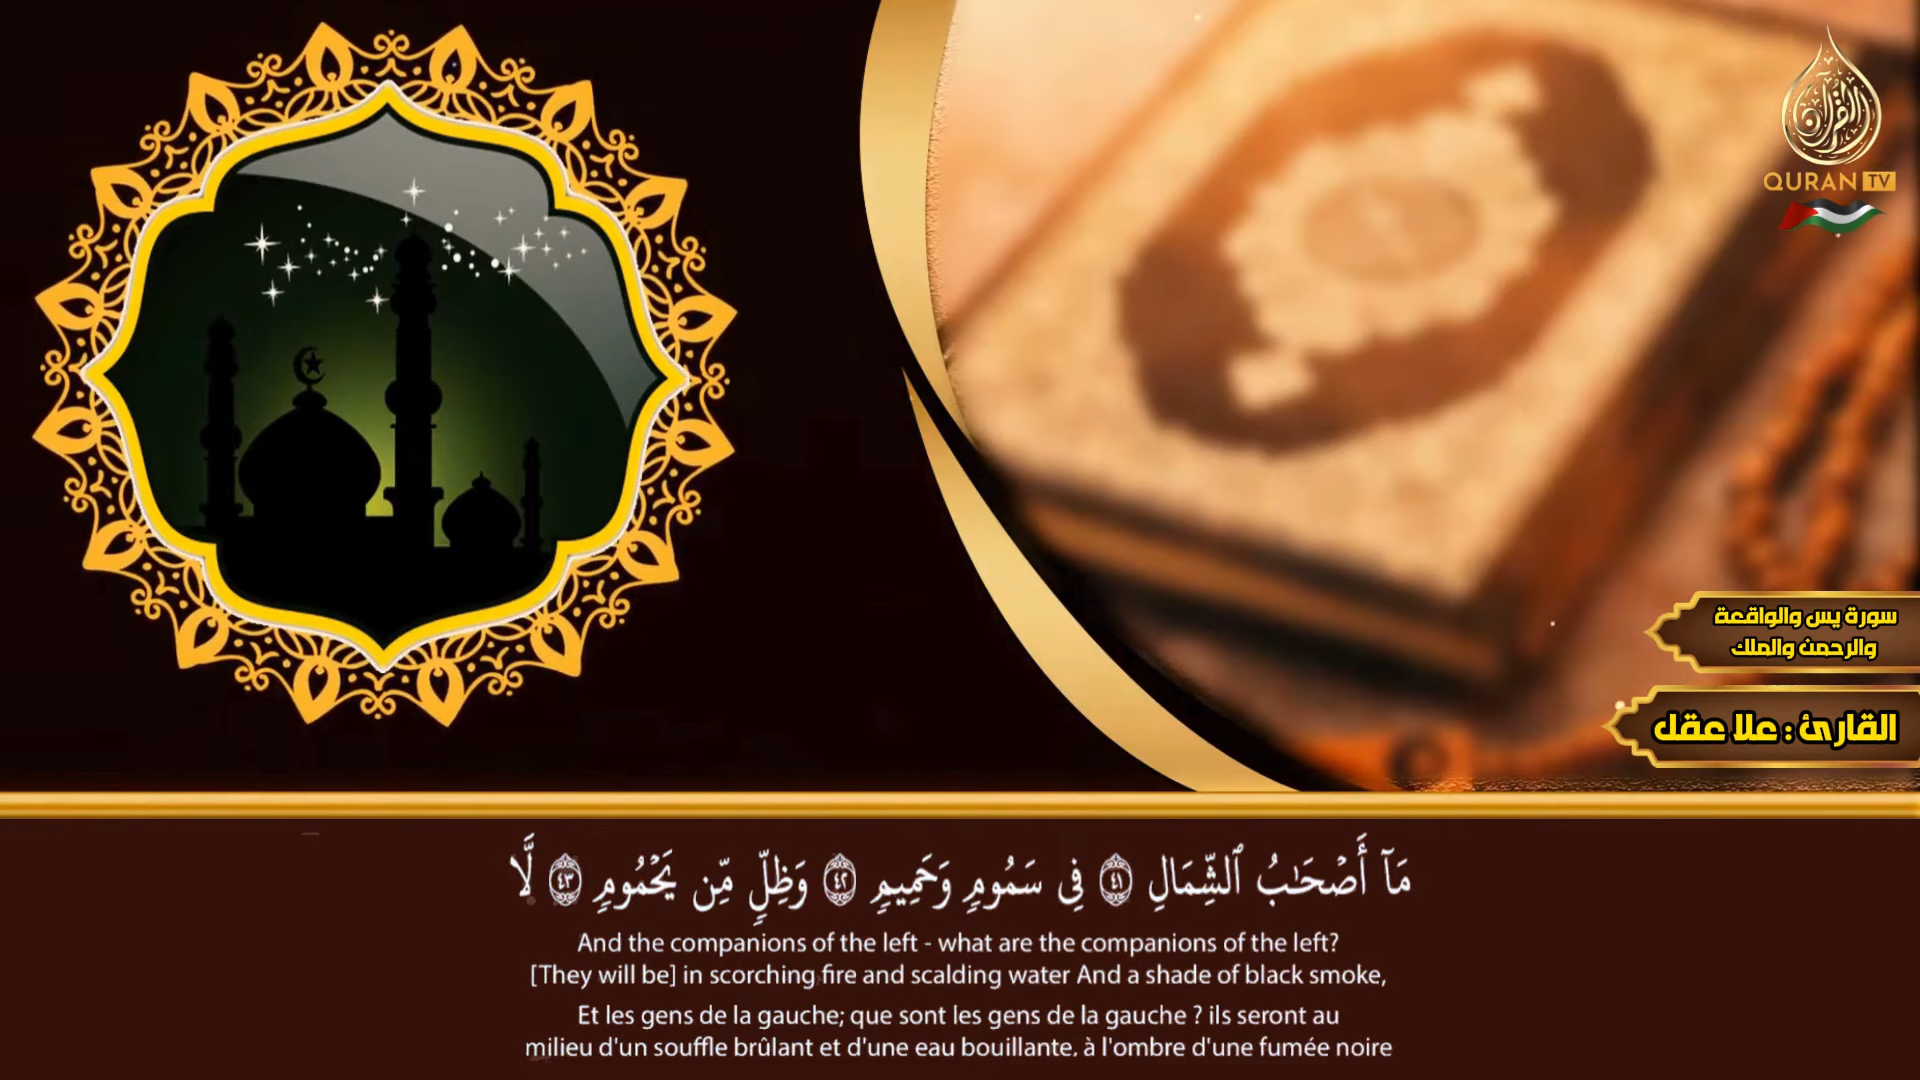 القرآن
QURAN TV
سورة يس والواقعة
والرحمن والملك
القارئ : علا عقل
مَآ أَصْحَٰبُ ٱلشِّمَالِ ٤١ فِى سَمُومٍ وَحَمِيمٍ ٤٢ وَظِلٍّ مِّن يَحْمُومٍ ٤٣ لَّا
And the companions of the left - what are the companions of the left?
[They will be] in scorching fire and scalding water And a shade of black smoke,
Et les gens de la gauche; que sont les gens de la gauche ? ils seront au
milieu d'un souffle brûlant et d'une eau bouillante. à l'ombre d'une fumée noire